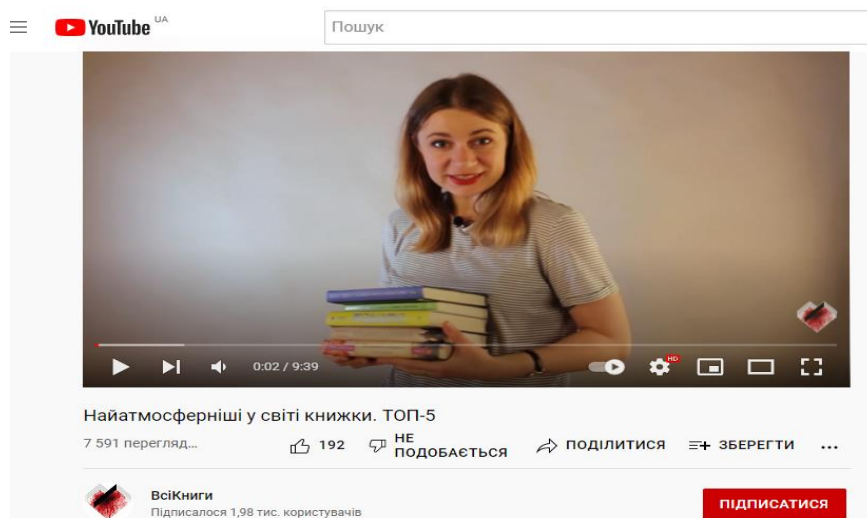 YouTube UA
Пошук
0:02 / 9:39
HD
Найатмосферніші у світі книжки. ТОП-5
7 591 перегляд...
192
НЕ ПОДОБАЄТЬСЯ
ПОДІЛИТИСЯ
ЗБЕРЕГТИ
...
ВсіКниги
Підписалося 1,98 тис. користувачів
ПІДПИСАТИСЯ